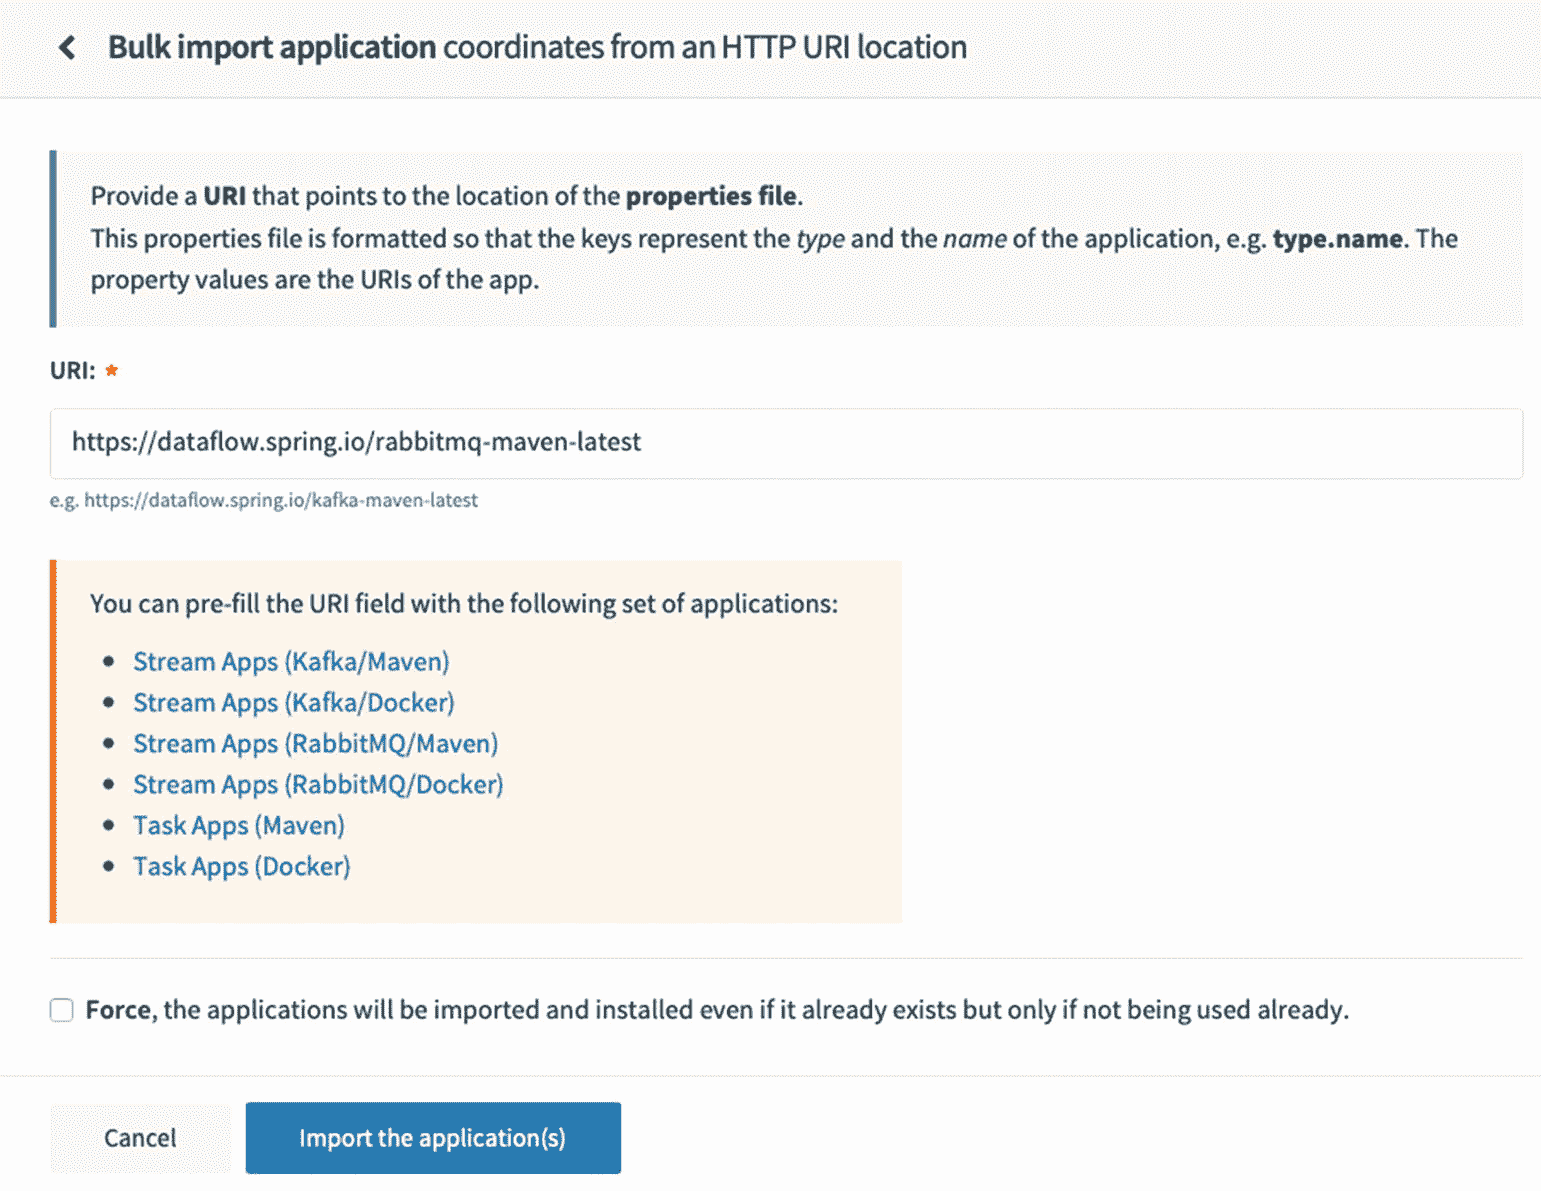 Bulk import application coordinates from an HTTP URI location
Provide a URI that points to the location of the properties file.
This properties file is formatted so that the keys represent the type and the name of the application, e.g. type.name. The
property values are the URIs of the app.
URI: *
https://dataflow.spring.io/rabbitmq-maven-latest
e.g. https://dataflow.spring.io/kafka-maven-latest
You can pre-fill the URI field with the following set of applications:
• Stream Apps (Kafka/Maven)
• Stream Apps (Kafka/Docker)
• Stream Apps (RabbitMQ/Maven)
• Stream Apps (RabbitMQ/Docker)
• Task Apps (Maven)
• Task Apps (Docker)
Force, the applications will be imported and installed even if it already exists but only if not being used already.
Cancel
Import the application(s)